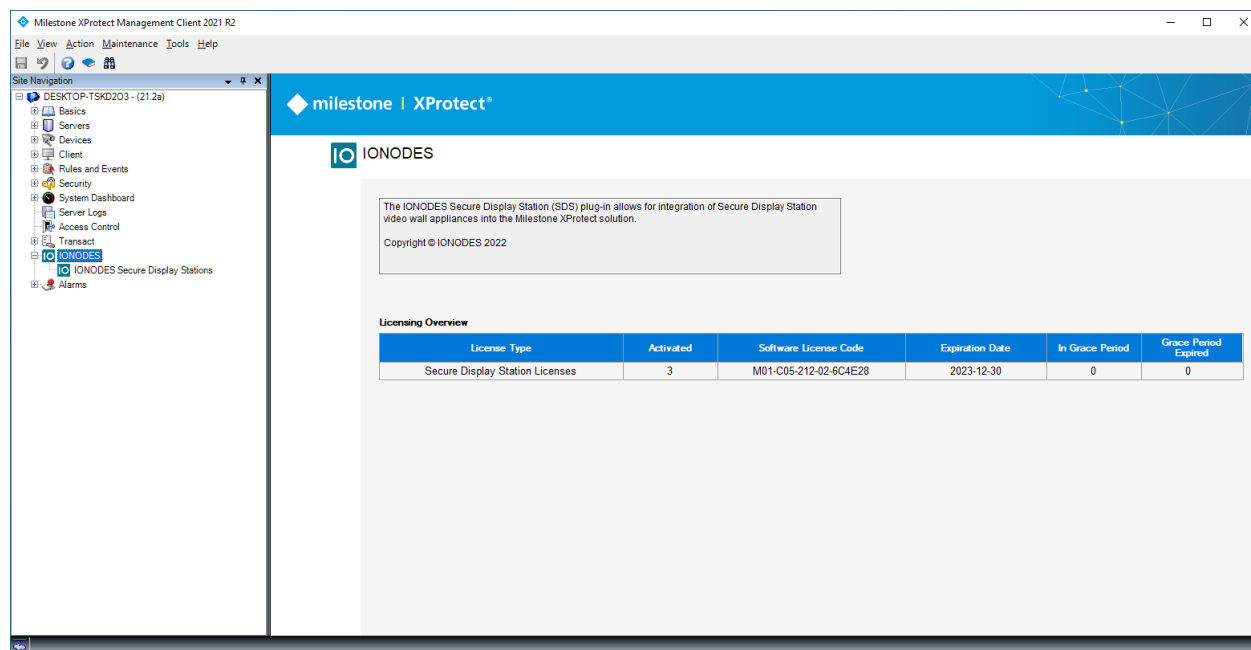 Milestone XProtect Management Client 2021 R2
File View Action Maintenance Tools Help
Site Navigation
DESKTOP-TSKD2O3 - (21.2a)
Basics
Servers
Devices
Client
Rules and Events
Security
System Dashboard
Server Logs
Access Control
Transact
IONODES
IONODES Secure Display Stations
Alarms
milestone | XProtect®
IO IONODES
The IONODES Secure Display Station (SDS) plug-in allows for integration of Secure Display Station
video wall appliances into the Milestone XProtect solution.
Copyright © IONODES 2022
Licensing Overview
License Type Activated Software License Code Expiration Date In Grace Period Grace Period
Expired
Secure Display Station Licenses 3 M01-C05-212-02-6C4E28 2023-12-30 0 0